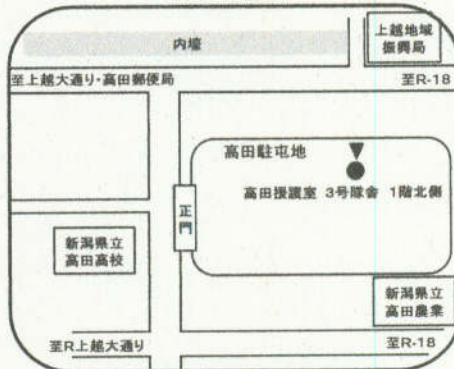 内壕
上越地域
振興局
至上越大通り・高田郵便局
至R-18
高田駐屯地
高田援護室 3号隊舎 1階北側
正門
新潟県立
高田高校
新潟県立
高田農業
至R上越大通り
至R-18